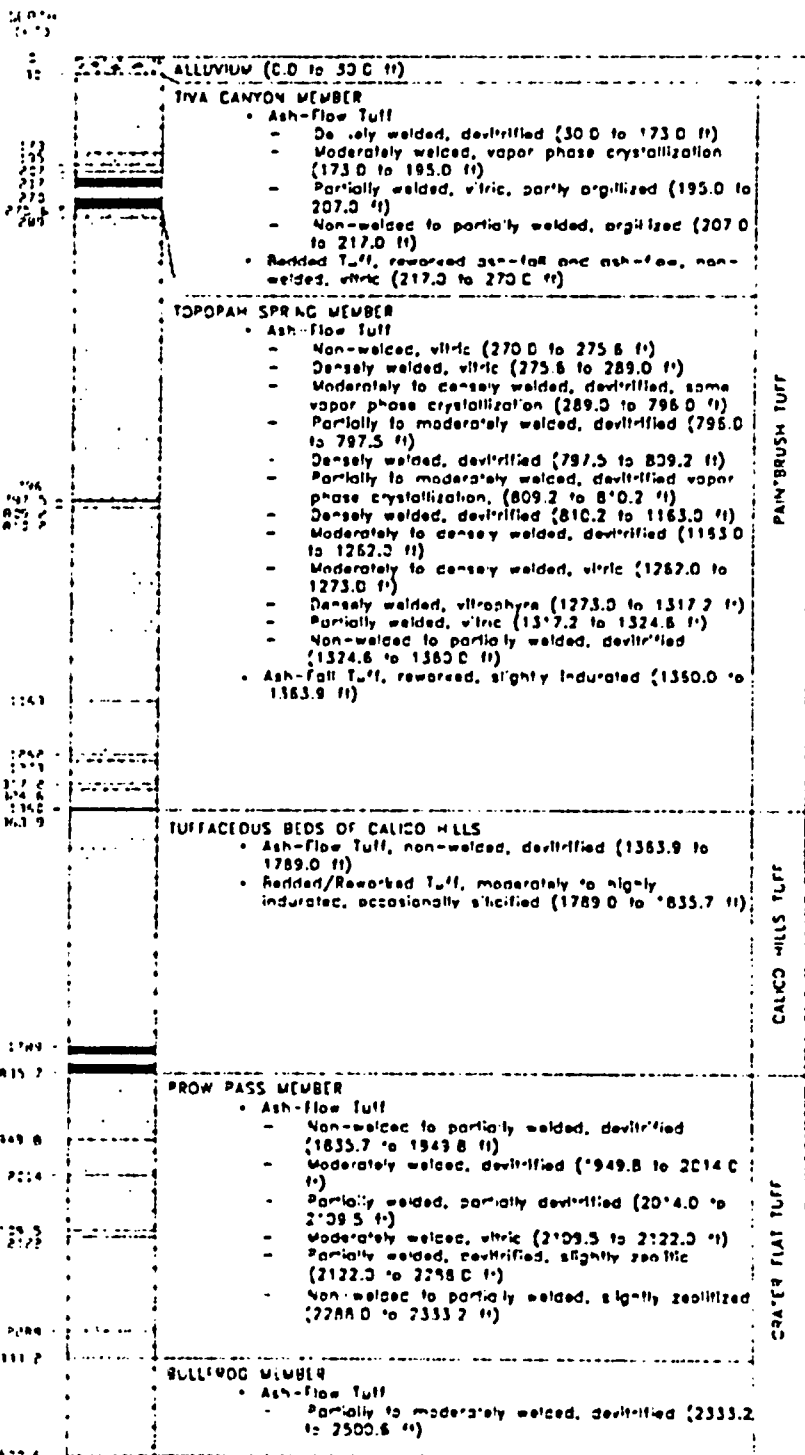 DEPTH
ALLUVIUM (0.0 to 30.0 ft)
TIVA CANYON MEMBER
• Ash-Flow Tuff
- Densely welded, devitrified (30.0 to 173.0 ft)
- Moderately welded, vapor phase crystallization
(173.0 to 195.0 ft)
- Partially welded, vitric, partly argillized (195.0 to
207.0 ft)
- Non-welded to partially welded, argillized (207.0
to 217.0 ft)
• Bedded Tuff, reworked ash-fall and ash-flow, non-
welded, vitric (217.0 to 270.0 ft)
TOPOPAH SPRING MEMBER
• Ash-Flow Tuff
- Non-welded, vitric (270.0 to 275.6 ft)
- Densely welded, vitric (275.6 to 289.0 ft)
- Moderately to densely welded, devitrified, some
vapor phase crystallization (289.0 to 796.0 ft)
- Partially to moderately welded, devitrified (796.0
to 797.5 ft)
- Densely welded, devitrified (797.5 to 809.2 ft)
- Partially to moderately welded, devitrified vapor
phase crystallization, (809.2 to 810.2 ft)
- Densely welded, devitrified (810.2 to 1163.0 ft)
- Moderately to densely welded, devitrified (1163.0
to 1262.0 ft)
- Moderately to densely welded, vitric (1262.0 to
1273.0 ft)
- Densely welded, vitrophyre (1273.0 to 1317.2 ft)
- Partially welded, vitric (1317.2 to 1324.6 ft)
- Non-welded to partially welded, devitrified
(1324.6 to 1360.0 ft)
• Ash-Fall Tuff, reworked, slightly indurated (1360.0 to
1363.9 ft)
PAINTBRUSH TUFF
TUFFACEOUS BEDS OF CALICO HILLS
• Ash-Flow Tuff, non-welded, devitrified (1363.9 to
1789.0 ft)
• Bedded/Reworked Tuff, moderately to highly
indurated, occasionally silicified (1789.0 to 1835.7 ft)
CALICO HILLS TUFF
PROW PASS MEMBER
• Ash-Flow Tuff
- Non-welded to partially welded, devitrified
(1835.7 to 1949.8 ft)
- Moderately welded, devitrified (1949.8 to 2014.0
ft)
- Partially welded, partially devitrified (2014.0 to
2109.5 ft)
- Moderately welded, vitric (2109.5 to 2122.0 ft)
- Partially welded, devitrified, slightly zeolitic
(2122.0 to 2288.0 ft)
- Non-welded to partially welded, slightly zeolitized
(2288.0 to 2333.2 ft)
CRATER FLAT TUFF
BULLFROG MEMBER
• Ash-Flow Tuff
- Partially to moderately welded, devitrified (2333.2
to 2500.6 ft)